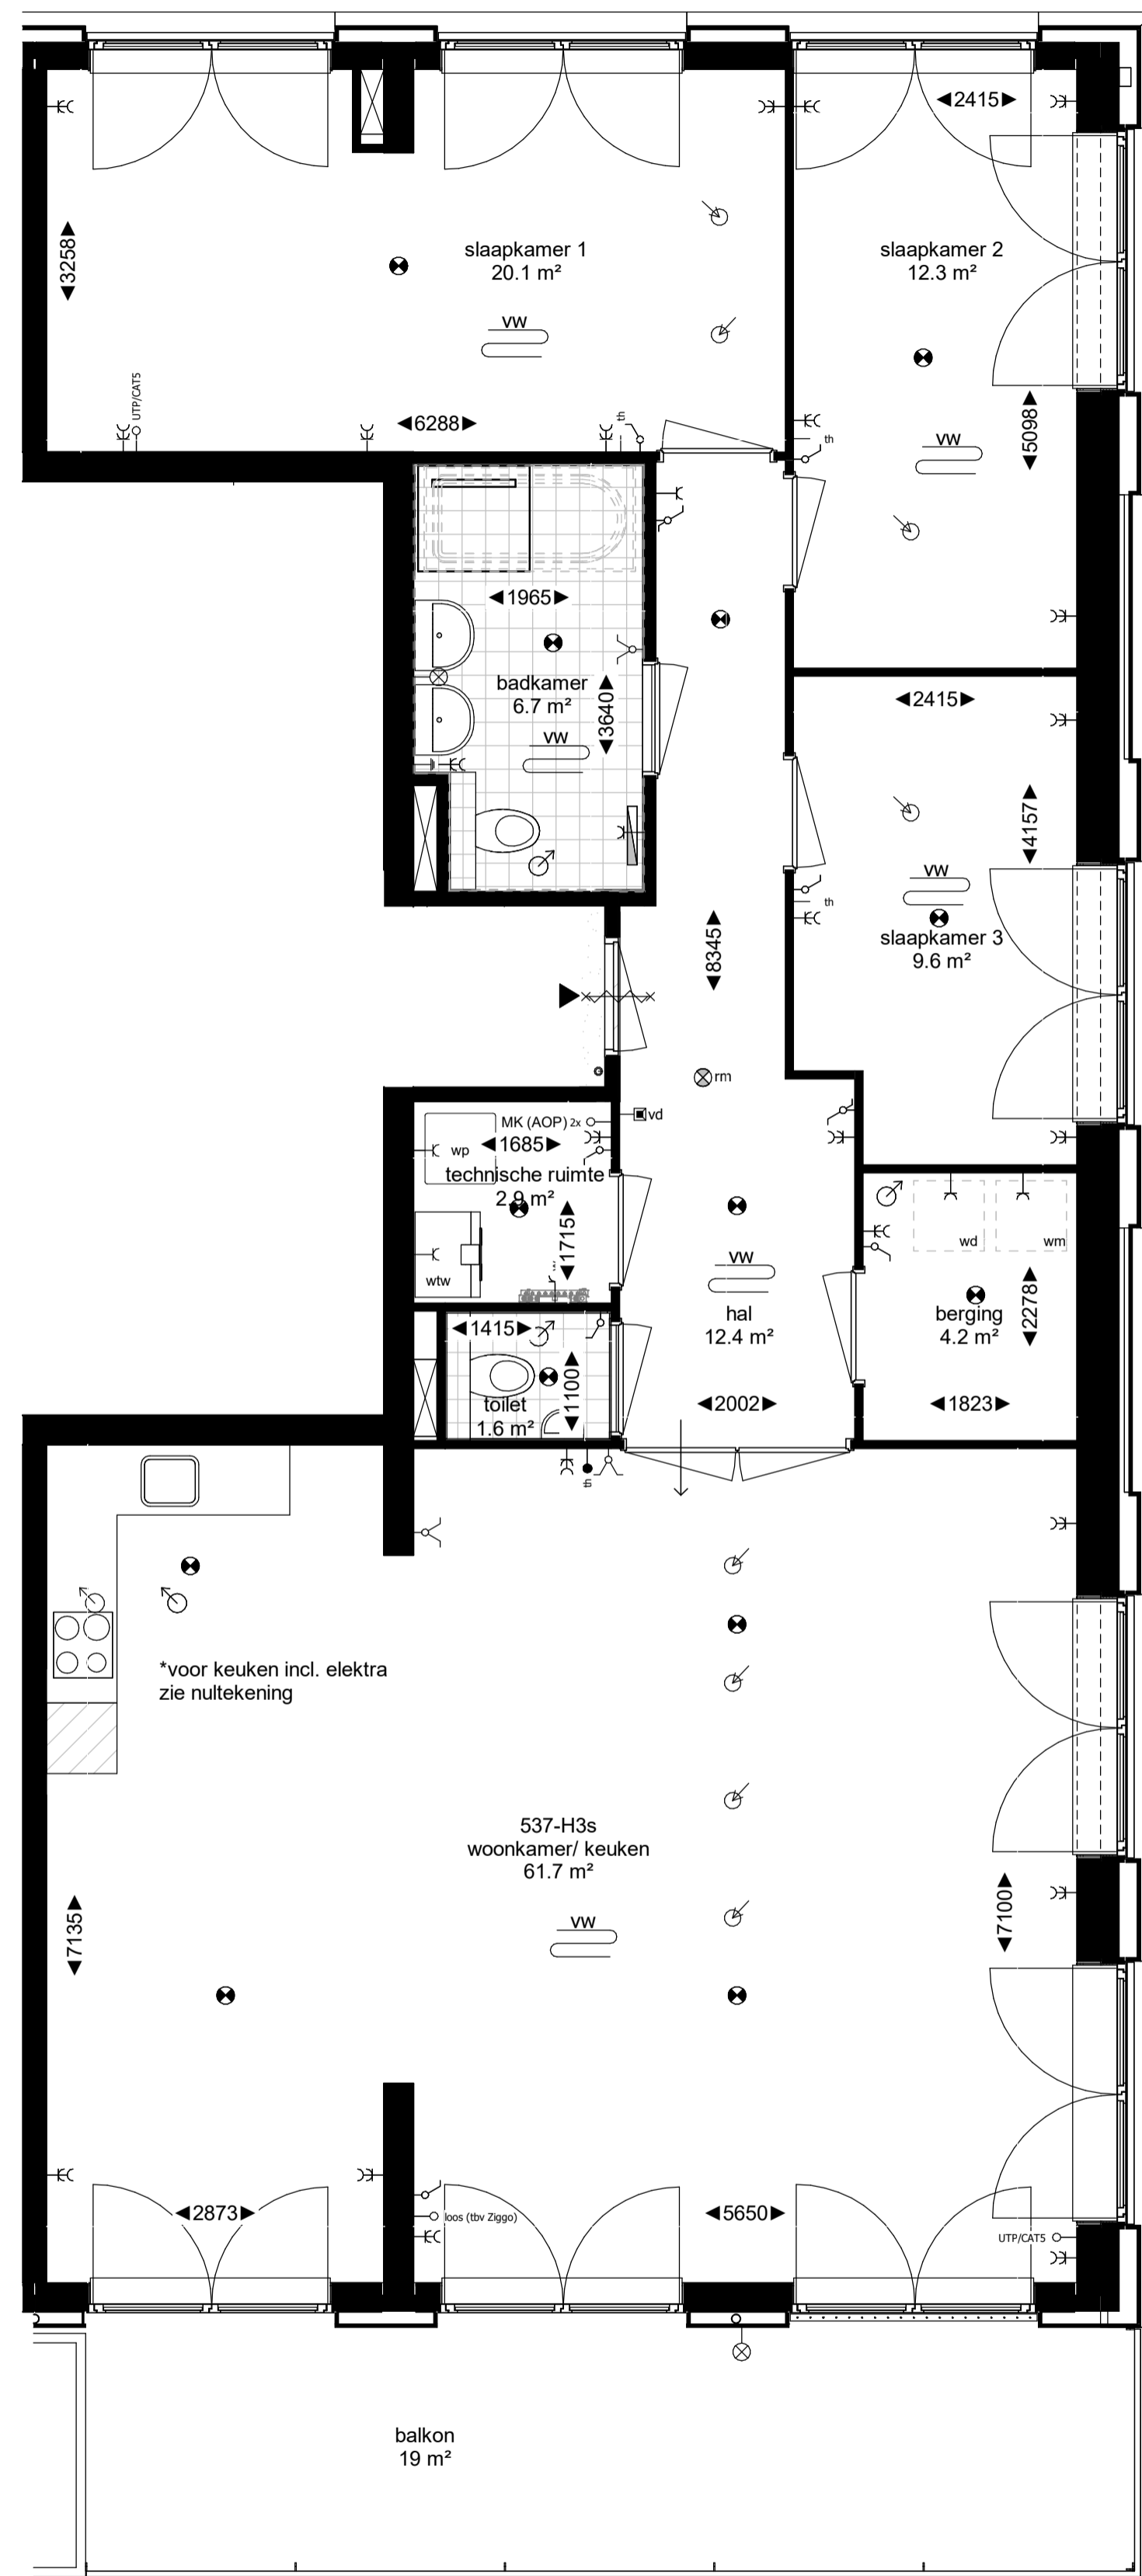 2415
3258
slaapkamer 1
20.1 m²
slaapkamer 2
12.3 m²
vw
UTP/CAT5
6288
th
th
5098
vw
1965
badkamer
6.7 m²
3640
vw
2415
4157
vw
slaapkamer 3
9.6 m²
8345
rm
vd
MK (AOP) 2x
wp
1685
technische ruimte
2.9 m²
1715
wtw
th
wd
wm
vw
hal
12.4 m²
berging
4.2 m²
2278
1415
toilet
1.6 m²
1100
2002
1823
th
*voor keuken incl. elektra
zie nultekening
537-H3s
woonkamer/ keuken
61.7 m²
vw
7135
7100
2873
loos (tbv Ziggo)
5650
UTP/CAT5
balkon
19 m²